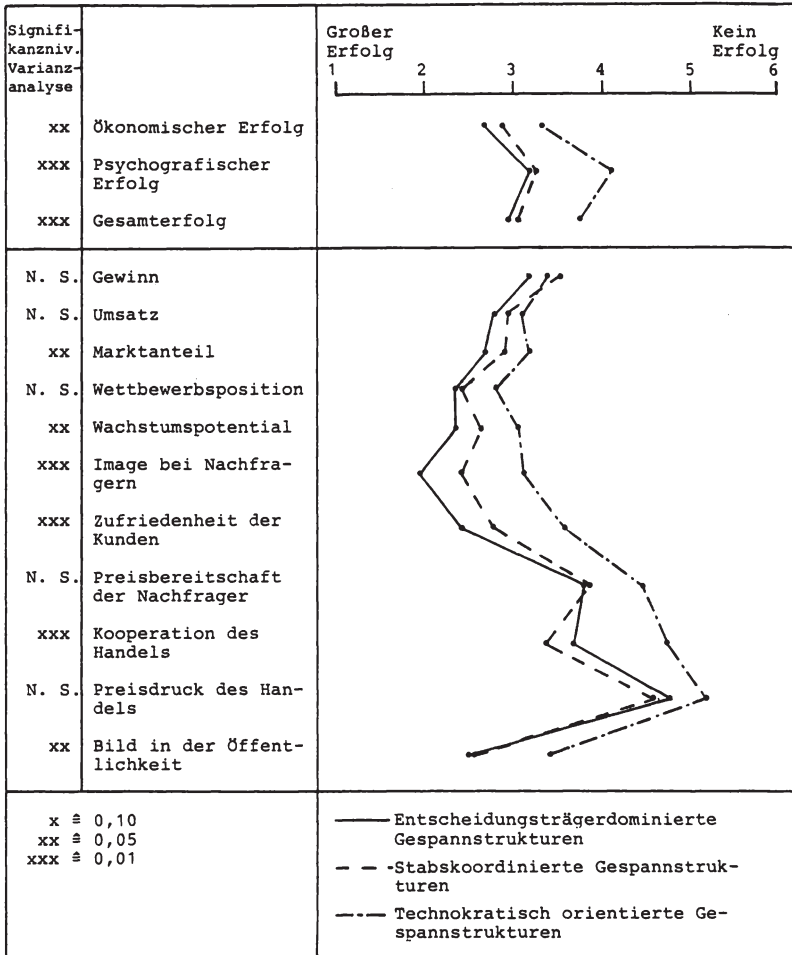 Signifi-
kanzniv.
Varianz-
analyse
Großer
Erfolg
Kein
Erfolg
1 2 3 4 5 6
xx Ökonomischer Erfolg
xxx Psychografischer
Erfolg
xxx Gesamterfolg
N. S. Gewinn
N. S. Umsatz
xx Marktanteil
N. S. Wettbewerbsposition
xx Wachstumspotential
xxx Image bei Nachfra-
gern
xxx Zufriedenheit der
Kunden
N. S. Preisbereitschaft
der Nachfrager
xxx Kooperation des
Handels
N. S. Preisdruck des Han-
dels
xx Bild in der Öffent-
lichkeit
x ≙ 0,10
xx ≙ 0,05
xxx ≙ 0,01
Entscheidungsträgerdominierte
Gespannstrukturen
Stabskoordinierte Gespannstruk-
turen
Technokratisch orientierte Ge-
spannstrukturen